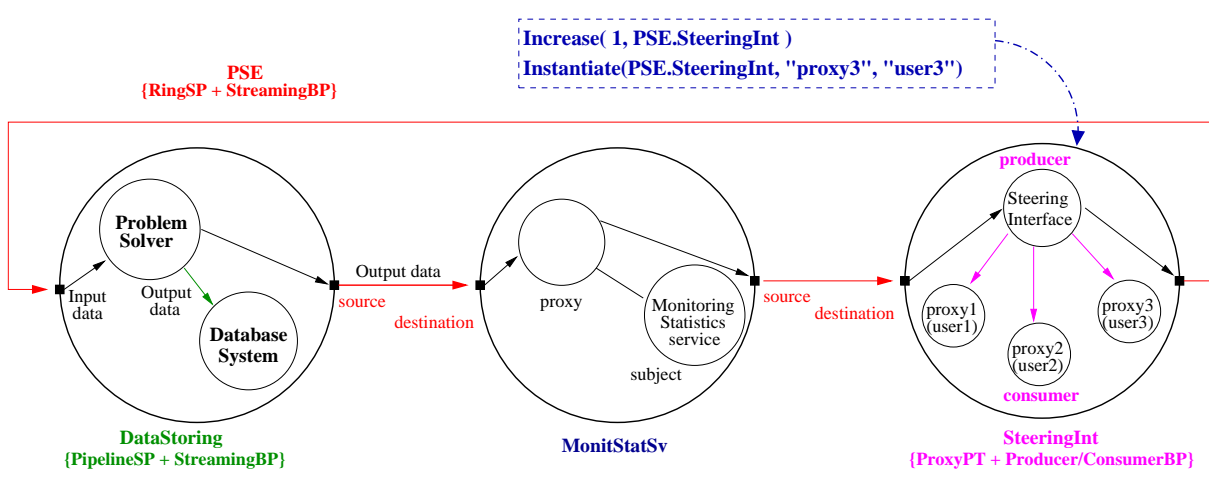 Increase( 1, PSE.SteeringInt )
Instantiate(PSE.SteeringInt, "proxy3", "user3")
PSE
{RingSP + StreamingBP}
Problem
Solver
Input
data
Output
data
Database
System
DataStoring
{PipelineSP + StreamingBP}
Output data
source
destination
proxy
Monitoring
Statistics
service
subject
MonitStatSv
source
destination
producer
Steering
Interface
proxy1
(user1)
proxy2
(user2)
proxy3
(user3)
consumer
SteeringInt
{ProxyPT + Producer/ConsumerBP}